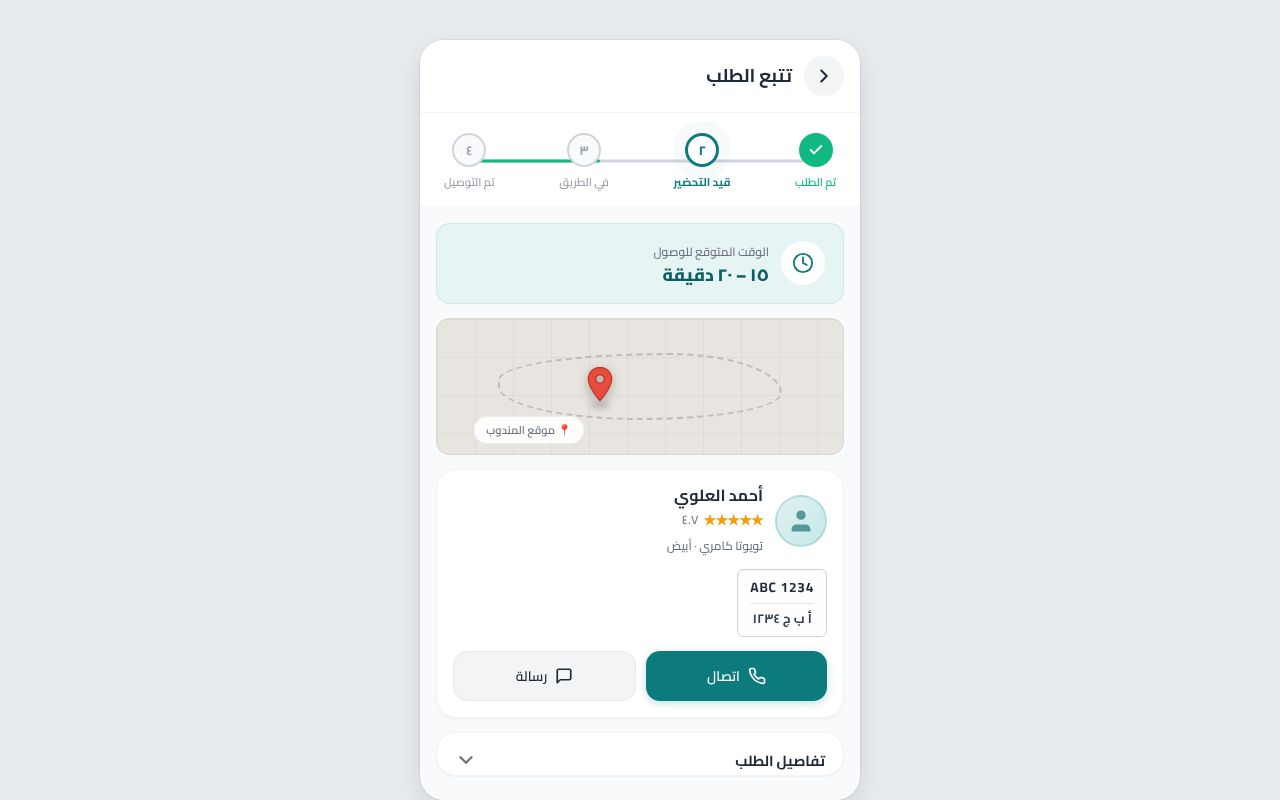 تتبع الطلب
✓ ٢ ٣ ٤
تم الطلب قيد التحضير في الطريق تم التوصيل
الوقت المتوقع للوصول
١٥ – ٢٠ دقيقة
📍 موقع المندوب
أحمد العلوي
★★★★★ ٤.٧
تويوتا كامري · أبيض
ABC 1234
أ ب ج ١٢٣٤
اتصال
رسالة
تفاصيل الطلب